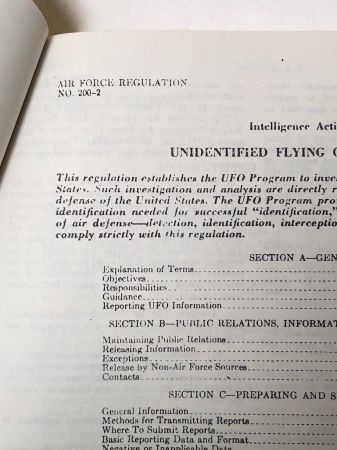 AIR FORCE REGULATION
NO. 200-2
Intelligence Acti
UNIDENTIFIED FLYING O
This regulation establishes the UFO Program to inve
States. Such investigation and analysis are directly r
defense of the United States. The UFO Program pro
identification needed for successful “identification,”
of air defense—detection, identification, interceptio
comply strictly with this regulation.
SECTION A—GEN
Explanation of Terms
Objectives
Responsibilities
Guidance
Reporting UFO Information
SECTION B—PUBLIC RELATIONS, INFORMAT
Maintaining Public Relations
Releasing Information
Exceptions
Release by Non-Air Force Sources
Contacts
SECTION C—PREPARING AND S
General Information
Methods for Transmitting Reports
Where To Submit Reports
Basic Reporting Data and Format
Negative or Inapplicable Data